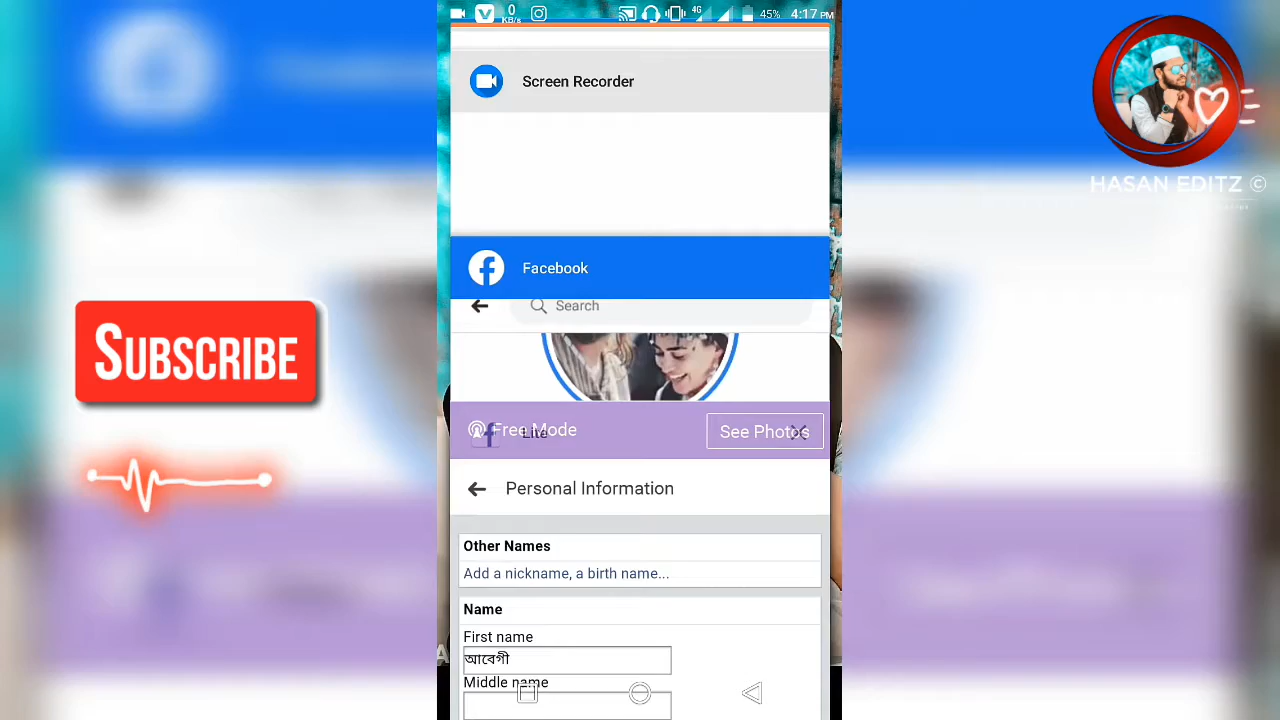 0
KB/s
4G
45%
4:17 PM
Screen Recorder
Facebook
Search
Free Mode
Lite
See Photos
Personal Information
Other Names
Add a nickname, a birth name...
Name
First name
আবেগী
Middle name
SUBSCRIBE
HASAN EDITZ ©